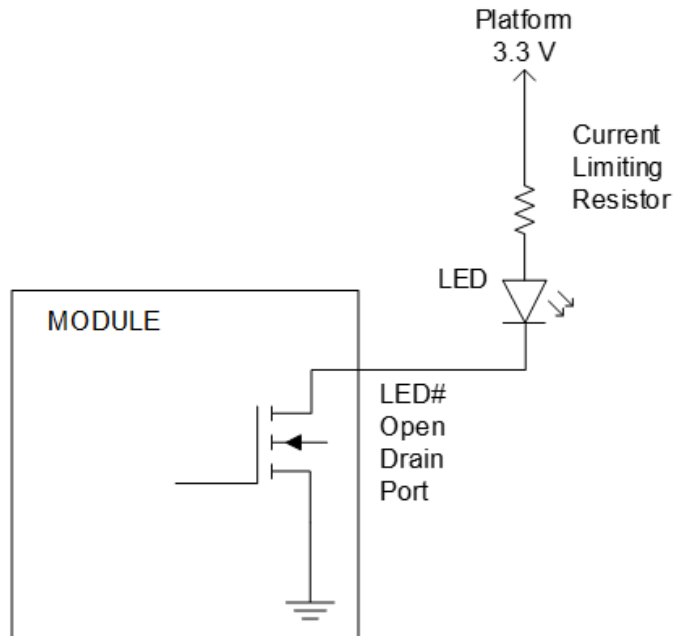 Platform
3.3 V
Current
Limiting
Resistor
LED
MODULE
LED#
Open
Drain
Port